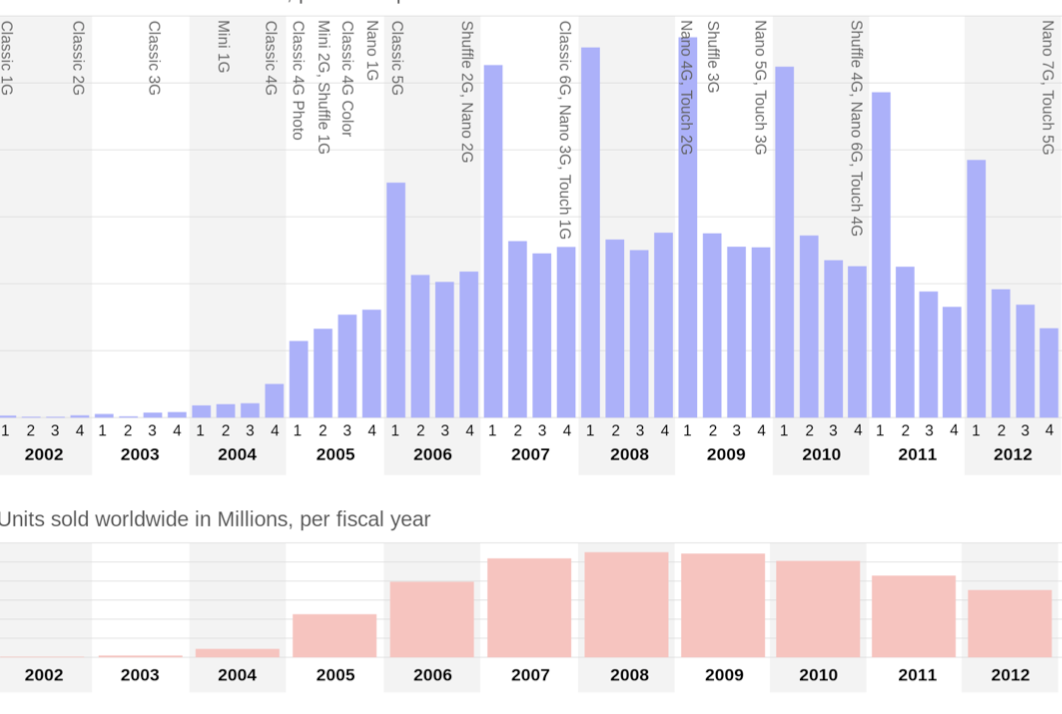 Classic 1G
Classic 2G
Classic 3G
Mini 1G
Classic 4G
Classic 4G Photo
Mini 2G, Shuffle 1G
Classic 4G Color
Nano 1G
Classic 5G
Shuffle 2G, Nano 2G
Classic 6G, Nano 3G, Touch 1G
Nano 4G, Touch 2G
Shuffle 3G
Nano 5G, Touch 3G
Shuffle 4G, Nano 6G, Touch 4G
Nano 7G, Touch 5G
1 2 3 4 1 2 3 4 1 2 3 4 1 2 3 4 1 2 3 4 1 2 3 4 1 2 3 4 1 2 3 4 1 2 3 4 1 2 3 4 1 2 3 4
2002 2003 2004 2005 2006 2007 2008 2009 2010 2011 2012
Units sold worldwide in Millions, per fiscal year
2002 2003 2004 2005 2006 2007 2008 2009 2010 2011 2012